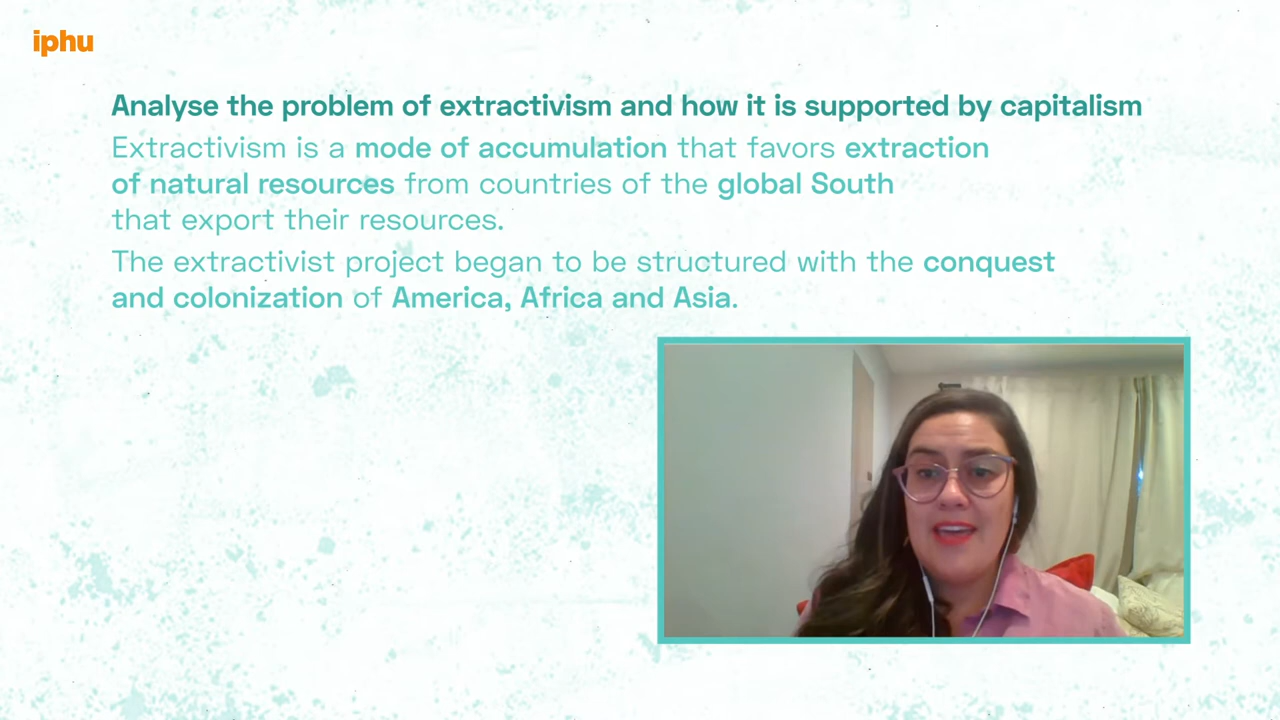 iphu
Analyse the problem of extractivism and how it is supported by capitalism
Extractivism is a mode of accumulation that favors extraction
of natural resources from countries of the global South
that export their resources.
The extractivist project began to be structured with the conquest
and colonization of America, Africa and Asia.